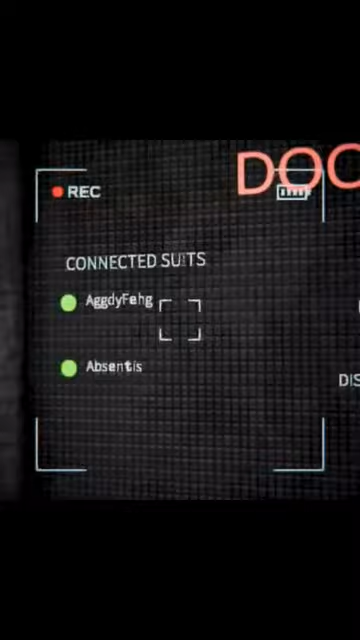 DOC
REC
CONNECTED SUITS
AggdyFehg
Absentis
DIS